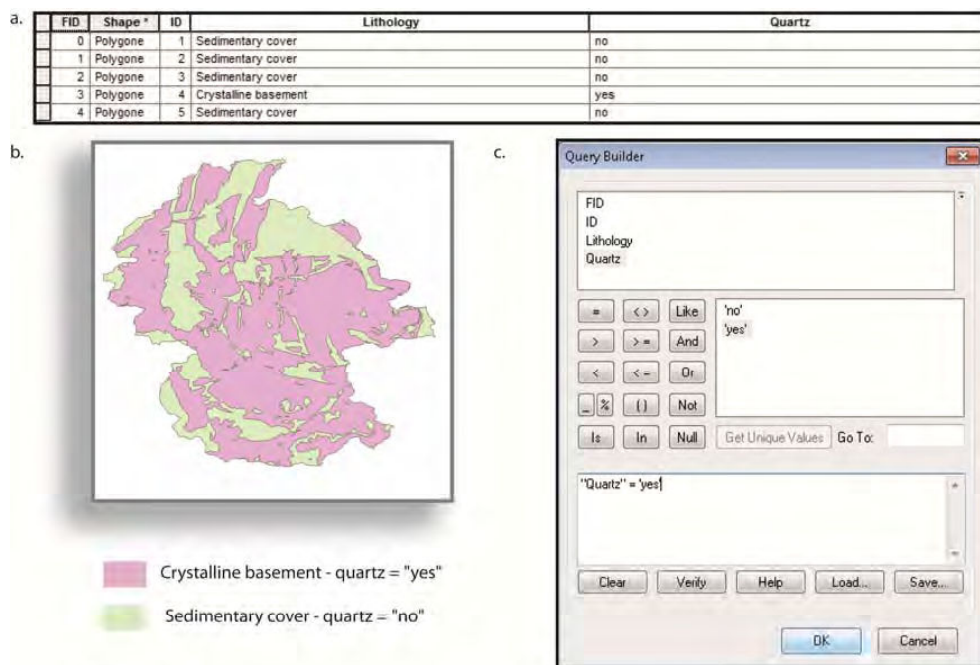 a.
FID Shape * ID Lithology Quartz
0 Polygone 1 Sedimentary cover no
1 Polygone 2 Sedimentary cover no
2 Polygone 3 Sedimentary cover no
3 Polygone 4 Crystalline basement yes
4 Polygone 5 Sedimentary cover no
b.
Crystalline basement - quartz = "yes"
Sedimentary cover - quartz = "no"
c.
Query Builder
FID
ID
Lithology
Quartz
= < > Like
> > = And
< < = Or
_ % ( ) Not
Is In Null
'no'
'yes'
Get Unique Values Go To:
"Quartz" = 'yes'
Clear Verify Help Load... Save...
OK Cancel